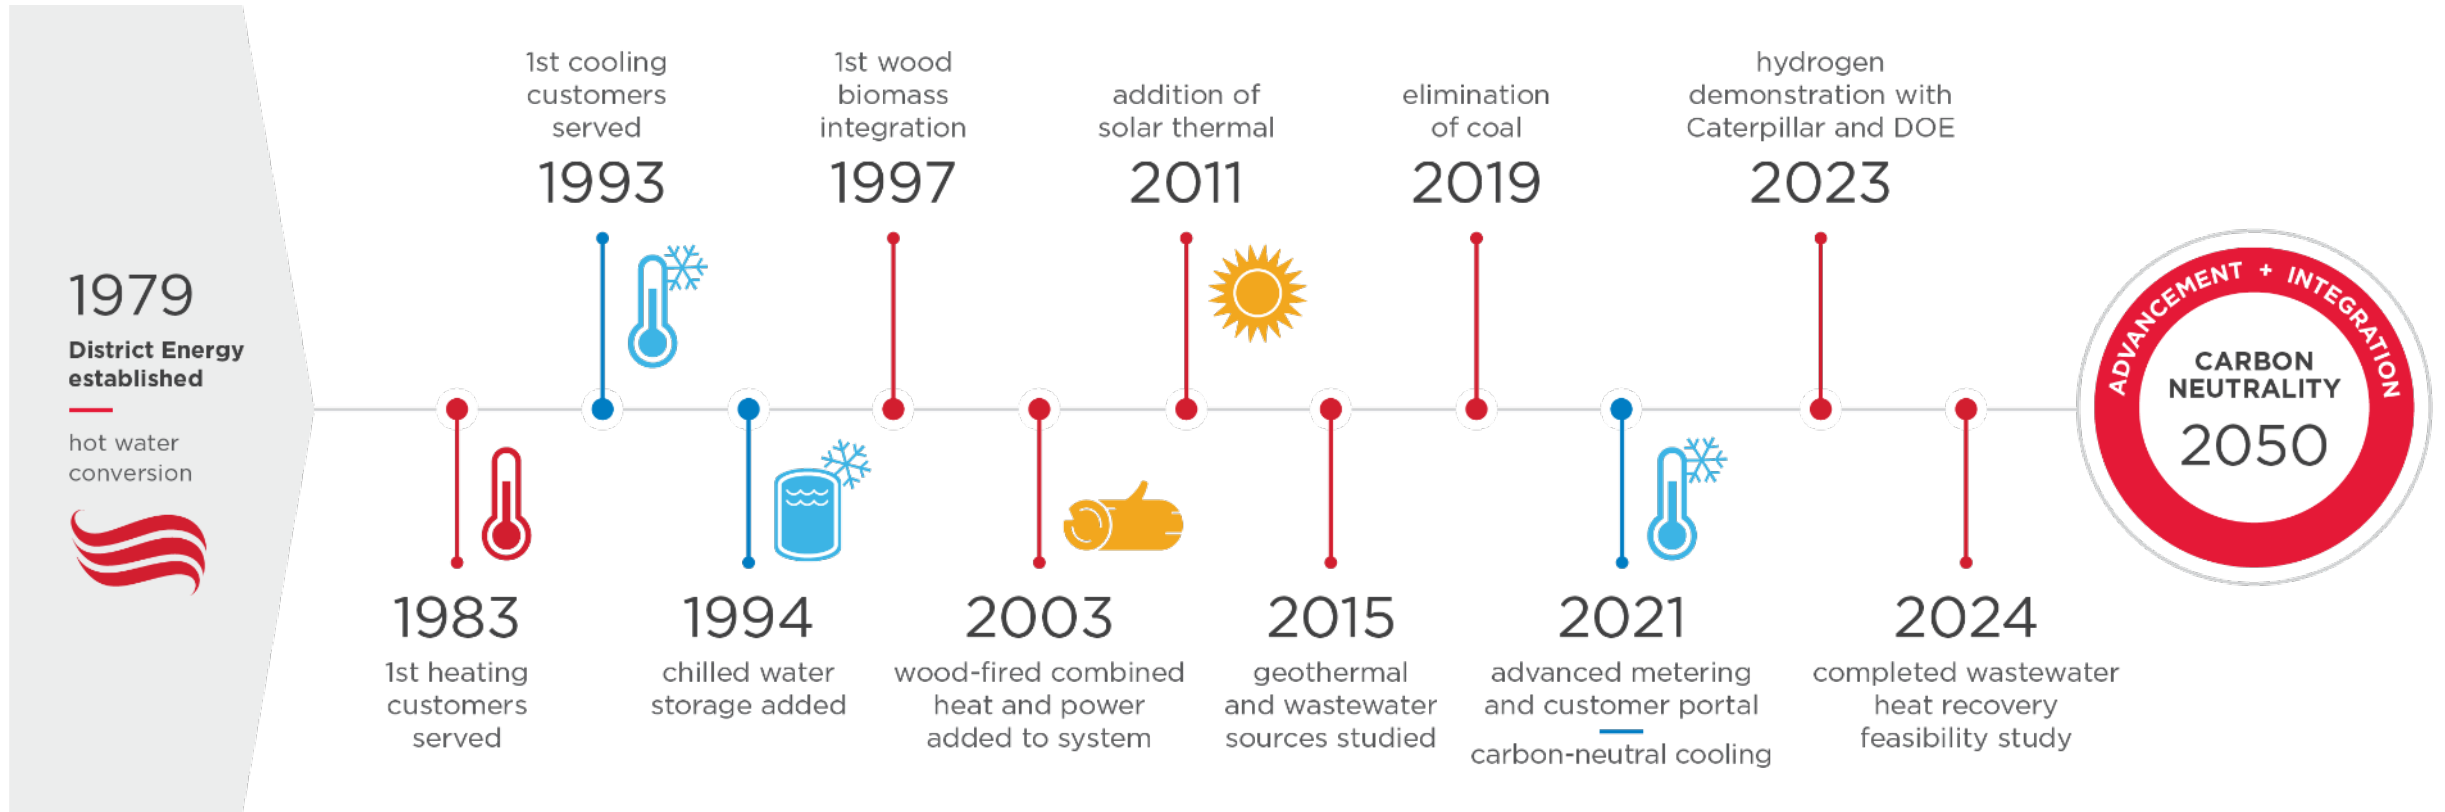 1979
District Energy
established
hot water
conversion
1983
1st heating
customers
served
1st cooling
customers
served
1993
1994
chilled water
storage added
1st wood
biomass
integration
1997
2003
wood-fired combined
heat and power
added to system
addition of
solar thermal
2011
2015
geothermal
and wastewater
sources studied
elimination
of coal
2019
2021
advanced metering
and customer portal
carbon-neutral cooling
hydrogen
demonstration with
Caterpillar and DOE
2023
2024
completed wastewater
heat recovery
feasibility study
ADVANCEMENT + INTEGRATION
CARBON
NEUTRALITY
2050